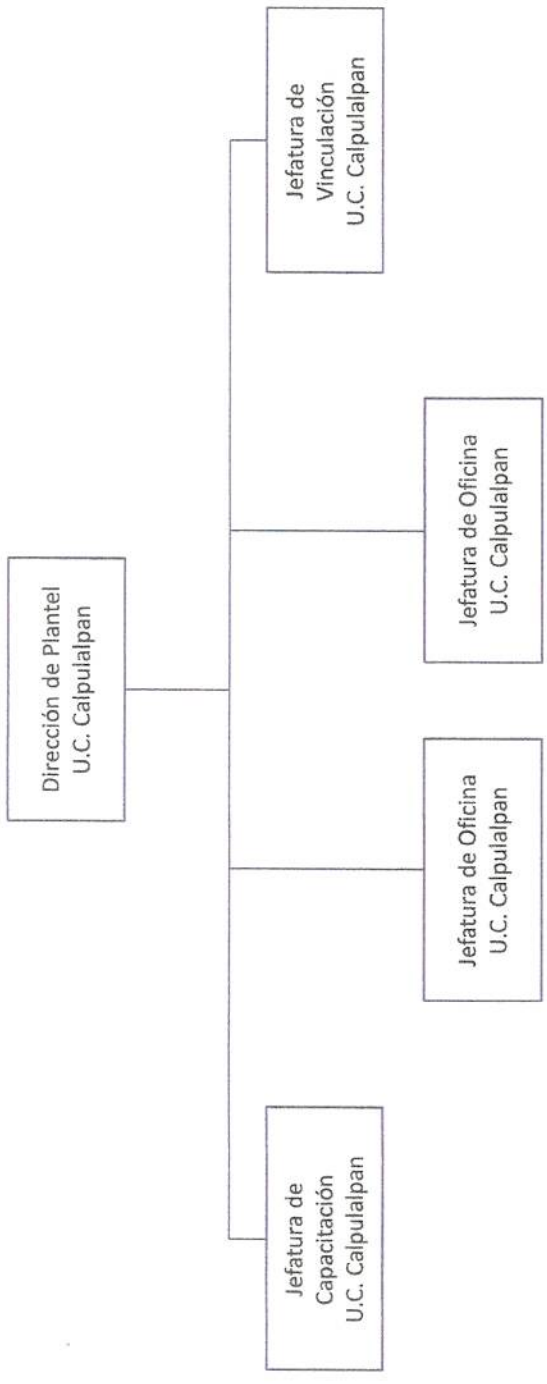 Dirección de Plantel
U.C. Calpulalpan
Jefatura de
Capacitación
U.C. Calpulalpan
Jefatura de Oficina
U.C. Calpulalpan
Jefatura de Oficina
U.C. Calpulalpan
Jefatura de
Vinculación
U.C. Calpulalpan